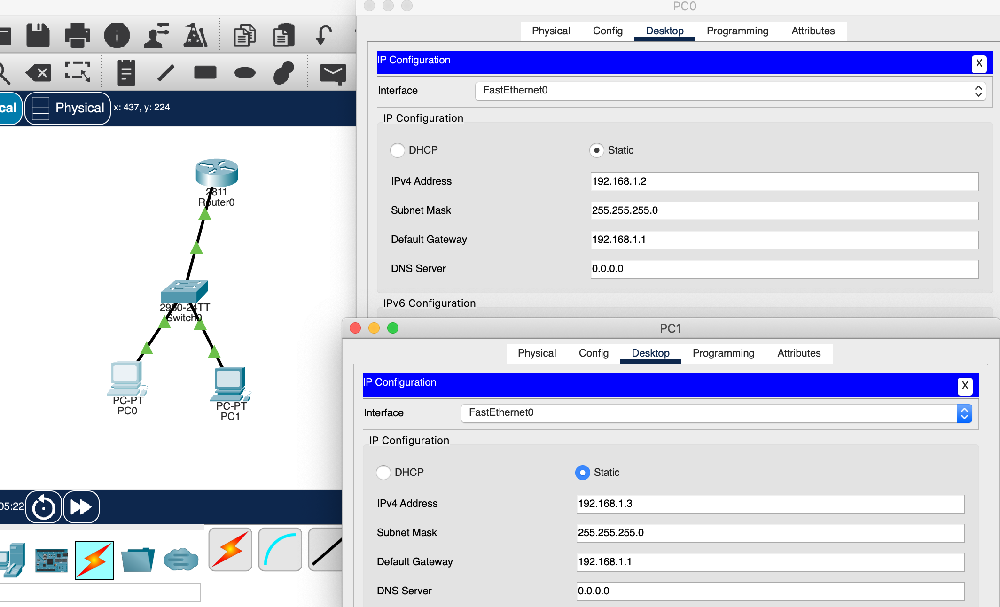 cal
Physical
x: 437, y: 224
2811
Router0
2960-24TT
Switch0
PC-PT
PC0
PC-PT
PC1
05:22
PC0
Physical
Config
Desktop
Programming
Attributes
IP Configuration
X
Interface
FastEthernet0
IP Configuration
DHCP
Static
IPv4 Address
192.168.1.2
Subnet Mask
255.255.255.0
Default Gateway
192.168.1.1
DNS Server
0.0.0.0
IPv6 Configuration
PC1
Physical
Config
Desktop
Programming
Attributes
IP Configuration
X
Interface
FastEthernet0
IP Configuration
DHCP
Static
IPv4 Address
192.168.1.3
Subnet Mask
255.255.255.0
Default Gateway
192.168.1.1
DNS Server
0.0.0.0